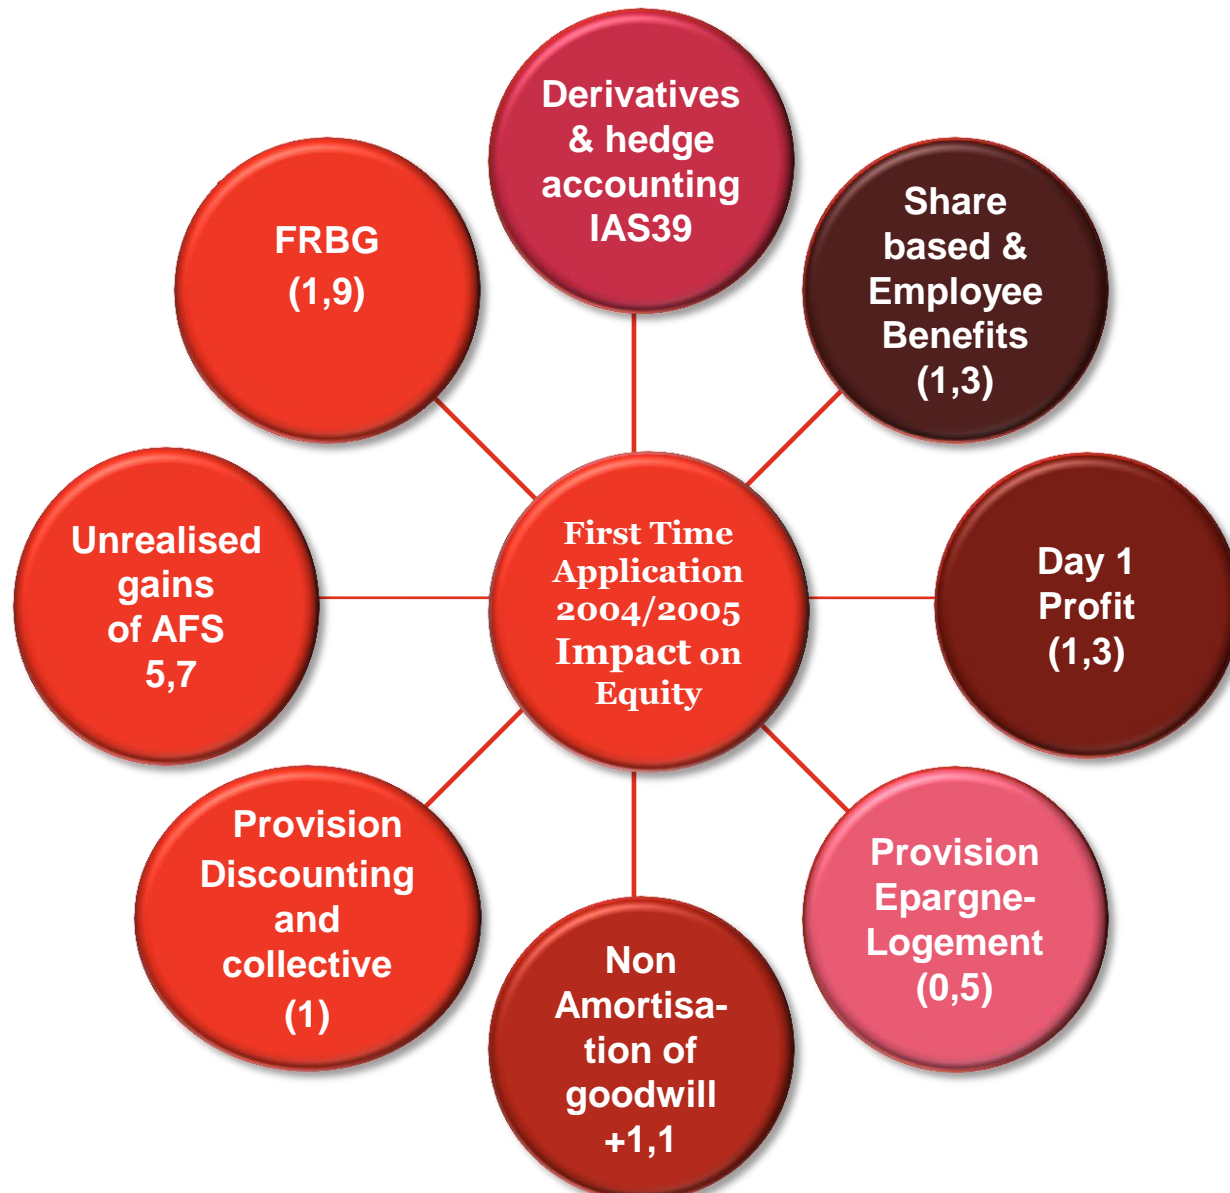 Derivatives
& hedge
accounting
IAS39
Share
based &
Employee
Benefits
(1,3)
Day 1
Profit
(1,3)
Provision
Epargne-
Logement
(0,5)
Non
Amortisa-
tion of
goodwill
+1,1
Provision
Discounting
and
collective
(1)
Unrealised
gains
of AFS
5,7
FRBG
(1,9)
First Time
Application
2004/2005
Impact on
Equity